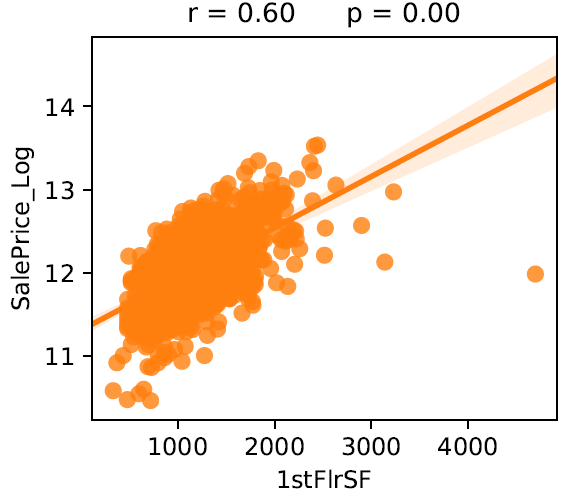 r = 0.60 p = 0.00
14
13
12
11
SalePrice_Log
1000 2000 3000 4000
1stFlrSF